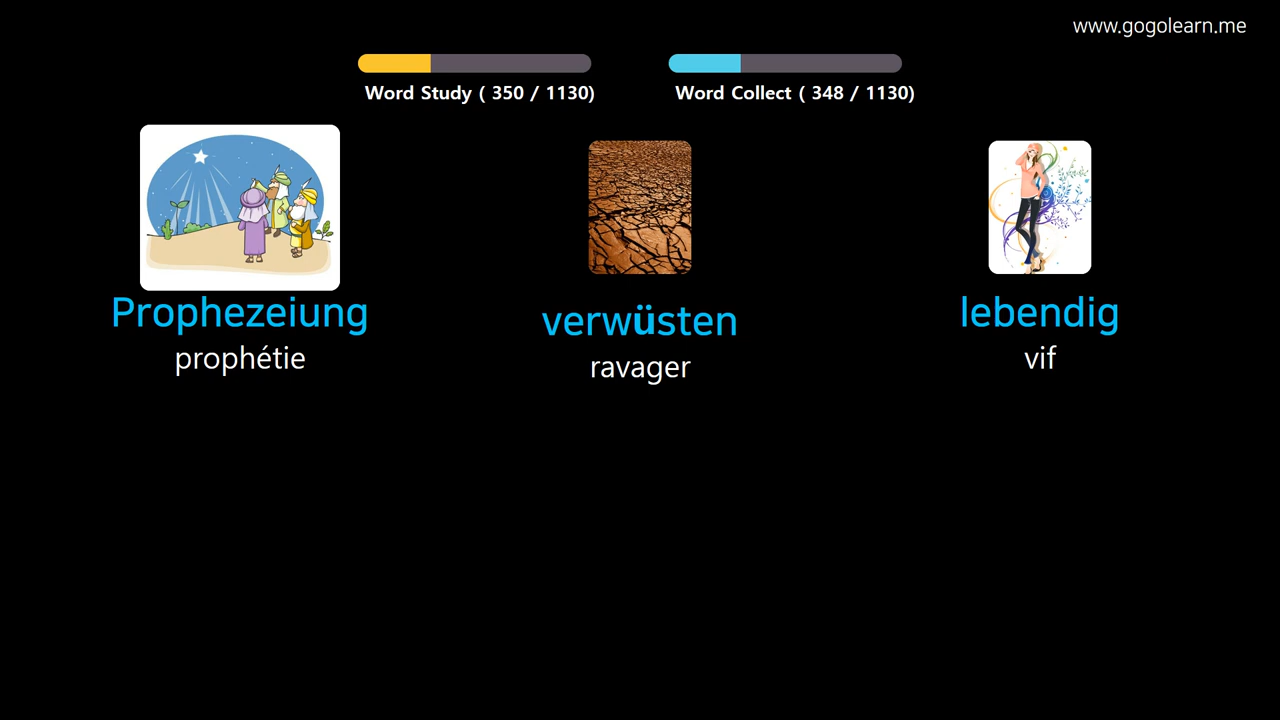 www.gogolearn.me
Word Study ( 350 / 1130)
Word Collect ( 348 / 1130)
Prophezeiung
prophétie
verwüsten
ravager
lebendig
vif